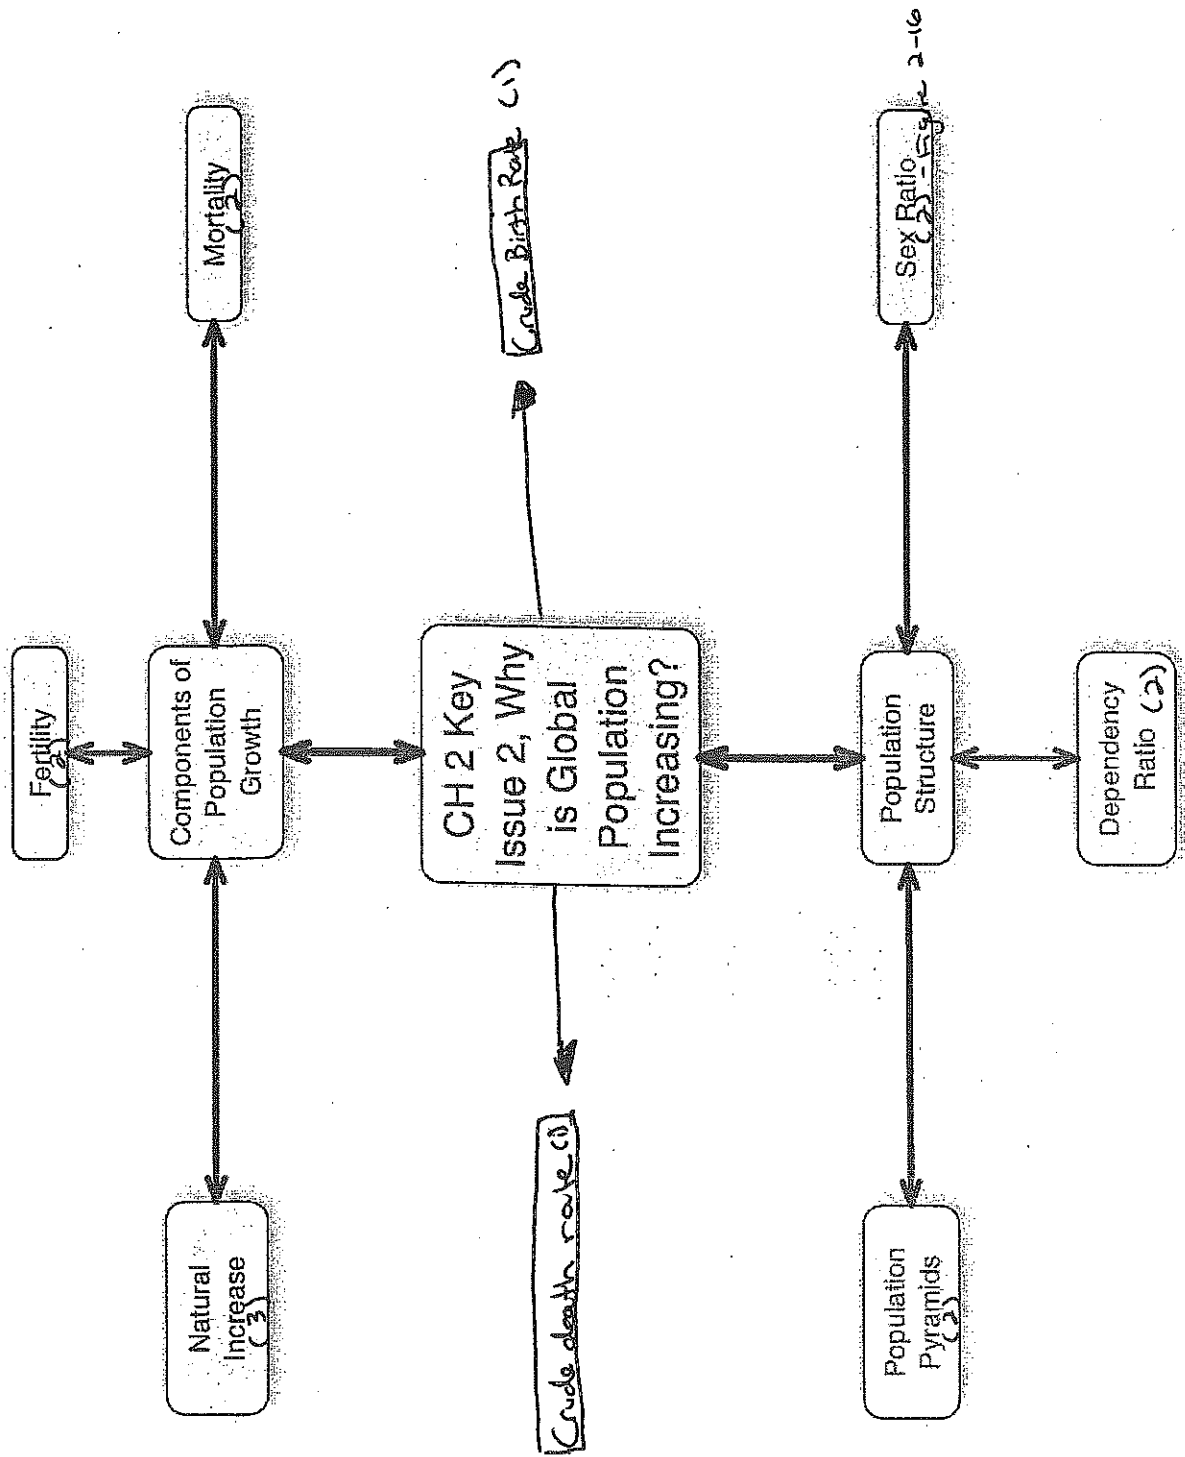 Fertility
(2)
Natural
Increase
(3)
Components of
Population
Growth
Mortality
(2)
Crude death rate (1)
CH 2 Key
Issue 2, Why
is Global
Population
Increasing?
Crude Birth Rate (1)
Population
Pyramids
(2)
Population
Structure
Sex Ratio
(2) - Figure 2-16
Dependency
Ratio (2)